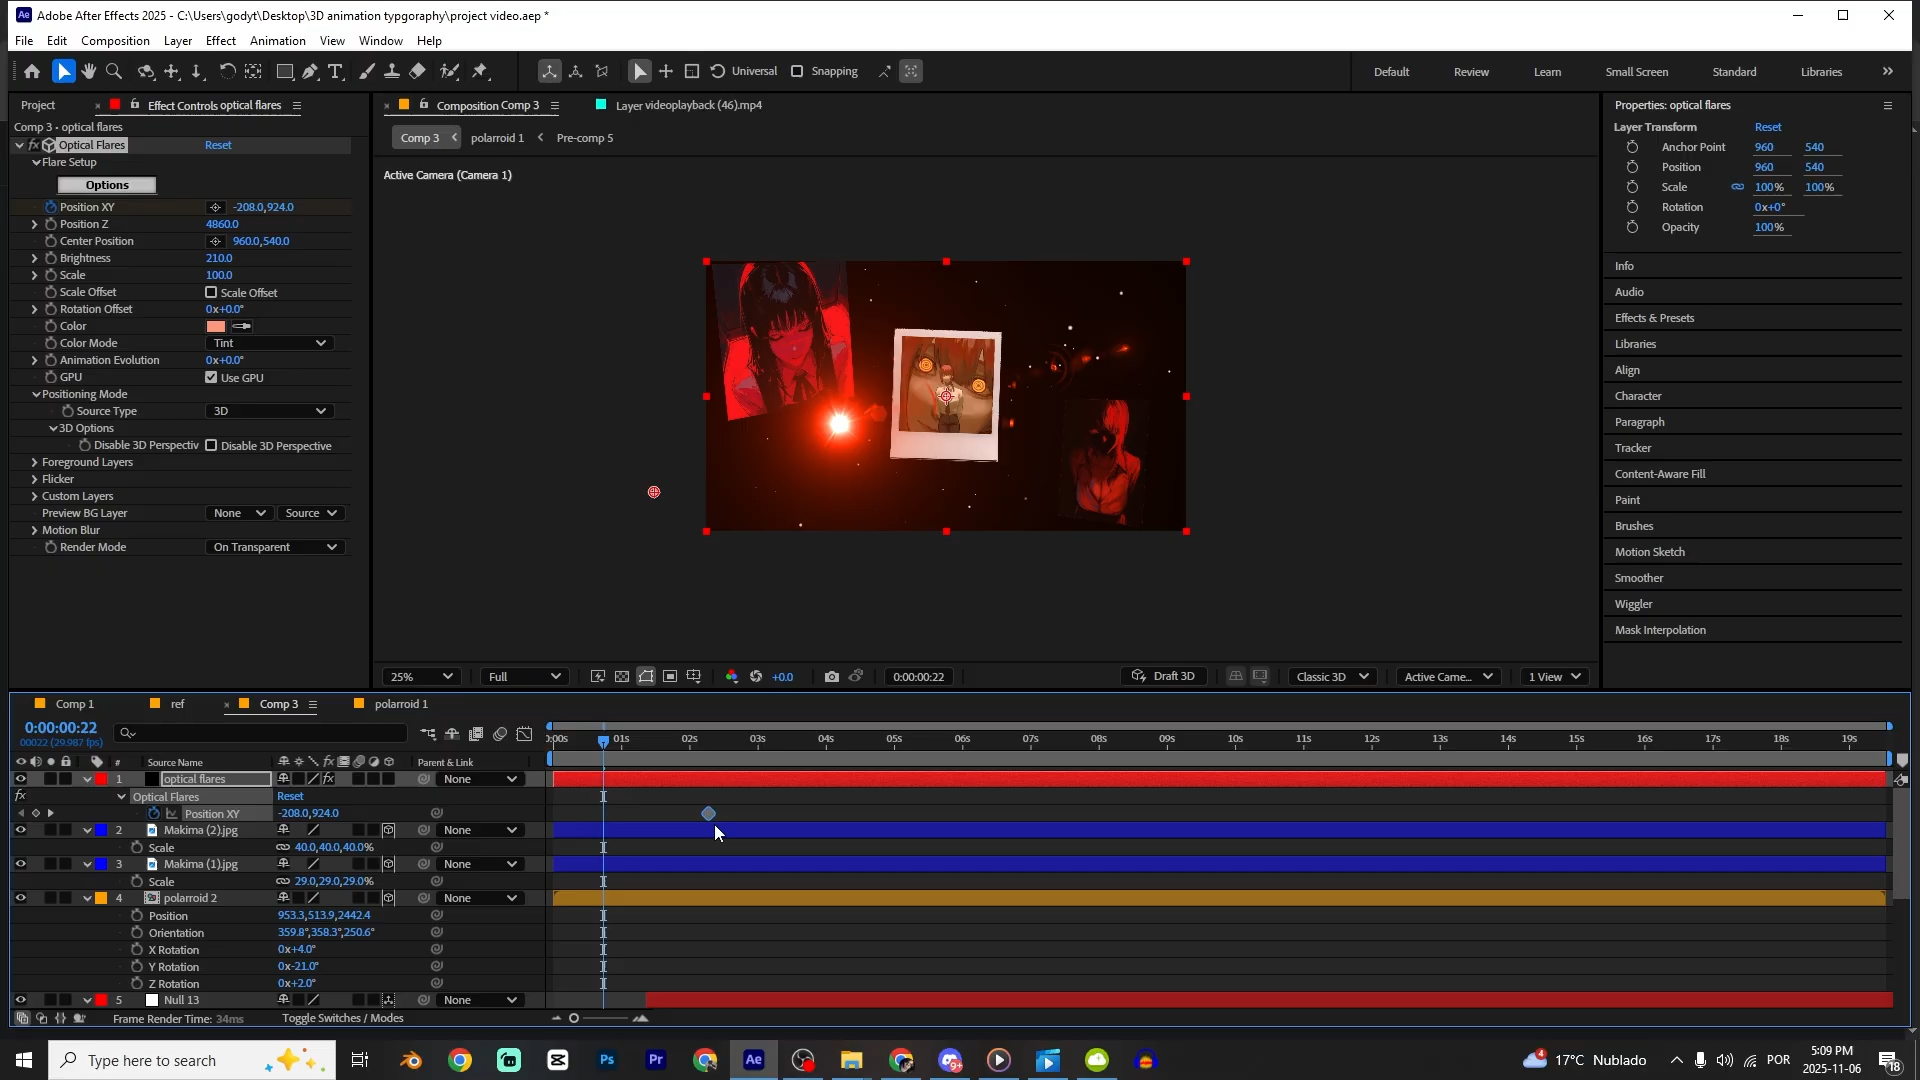 Adobe After Effects 2025 - C:\Users\godyt\Desktop\3D animation typgoraphy\project video.aep *
File Edit Composition Layer Effect Animation View Window Help
Universal Snapping Default Review Learn Small Screen Standard Libraries
Project Effect Controls optical flares
Composition Comp 3 Layer videoplayback (46).mp4
Properties: optical flares
Comp 3 • optical flares
Comp 3 polarroid 1 Pre-comp 5
Active Camera (Camera 1)
Optical Flares Reset
Flare Setup
Options
Position XY -208.0,924.0
Position Z 4860.0
Center Position 960.0,540.0
Brightness 210.0
Scale 100.0
Scale Offset Scale Offset
Rotation Offset 0x+0.0°
Color
Color Mode Tint
Animation Evolution 0x+0.0°
GPU Use GPU
Positioning Mode
Source Type 3D
3D Options
Disable 3D Perspectiv Disable 3D Perspective
Foreground Layers
Flicker
Custom Layers
Preview BG Layer None Source
Motion Blur
Render Mode On Transparent
Layer Transform Reset
Anchor Point 960 540
Position 960 540
Scale 100% 100%
Rotation 0x+0°
Opacity 100%
Info
Audio
Effects & Presets
Libraries
Align
Character
Paragraph
Tracker
Content-Aware Fill
Paint
Brushes
Motion Sketch
Smoother
Wiggler
Mask Interpolation
25% Full +0.0 0:00:00:22 Draft 3D Classic 3D Active Came... 1 View
Comp 1 ref Comp 3 polarroid 1
0:00:00:22
00022 (29.987 fps)
):00s 01s 02s 03s 04s 05s 06s 07s 08s 09s 10s 11s 12s 13s 14s 15s 16s 17s 18s 19s
# Source Name fx Parent & Link
1 optical flares fx None
fx Optical Flares Reset
Position XY -208.0,924.0
2 Makima (2).jpg None
Scale 40.0,40.0,40.0%
3 Makima (1).jpg None
Scale 29.0,29.0,29.0%
4 polarroid 2 None
Position 953.3,513.9,2442.4
Orientation 359.8°,358.3°,250.6°
X Rotation 0x+4.0°
Y Rotation 0x-21.0°
Z Rotation 0x+2.0°
5 Null 13 None
Frame Render Time: 34ms Toggle Switches / Modes
Type here to search
Ps Pr Ae 9+
4 17°C Nublado POR
5:09 PM
2025-11-06
18